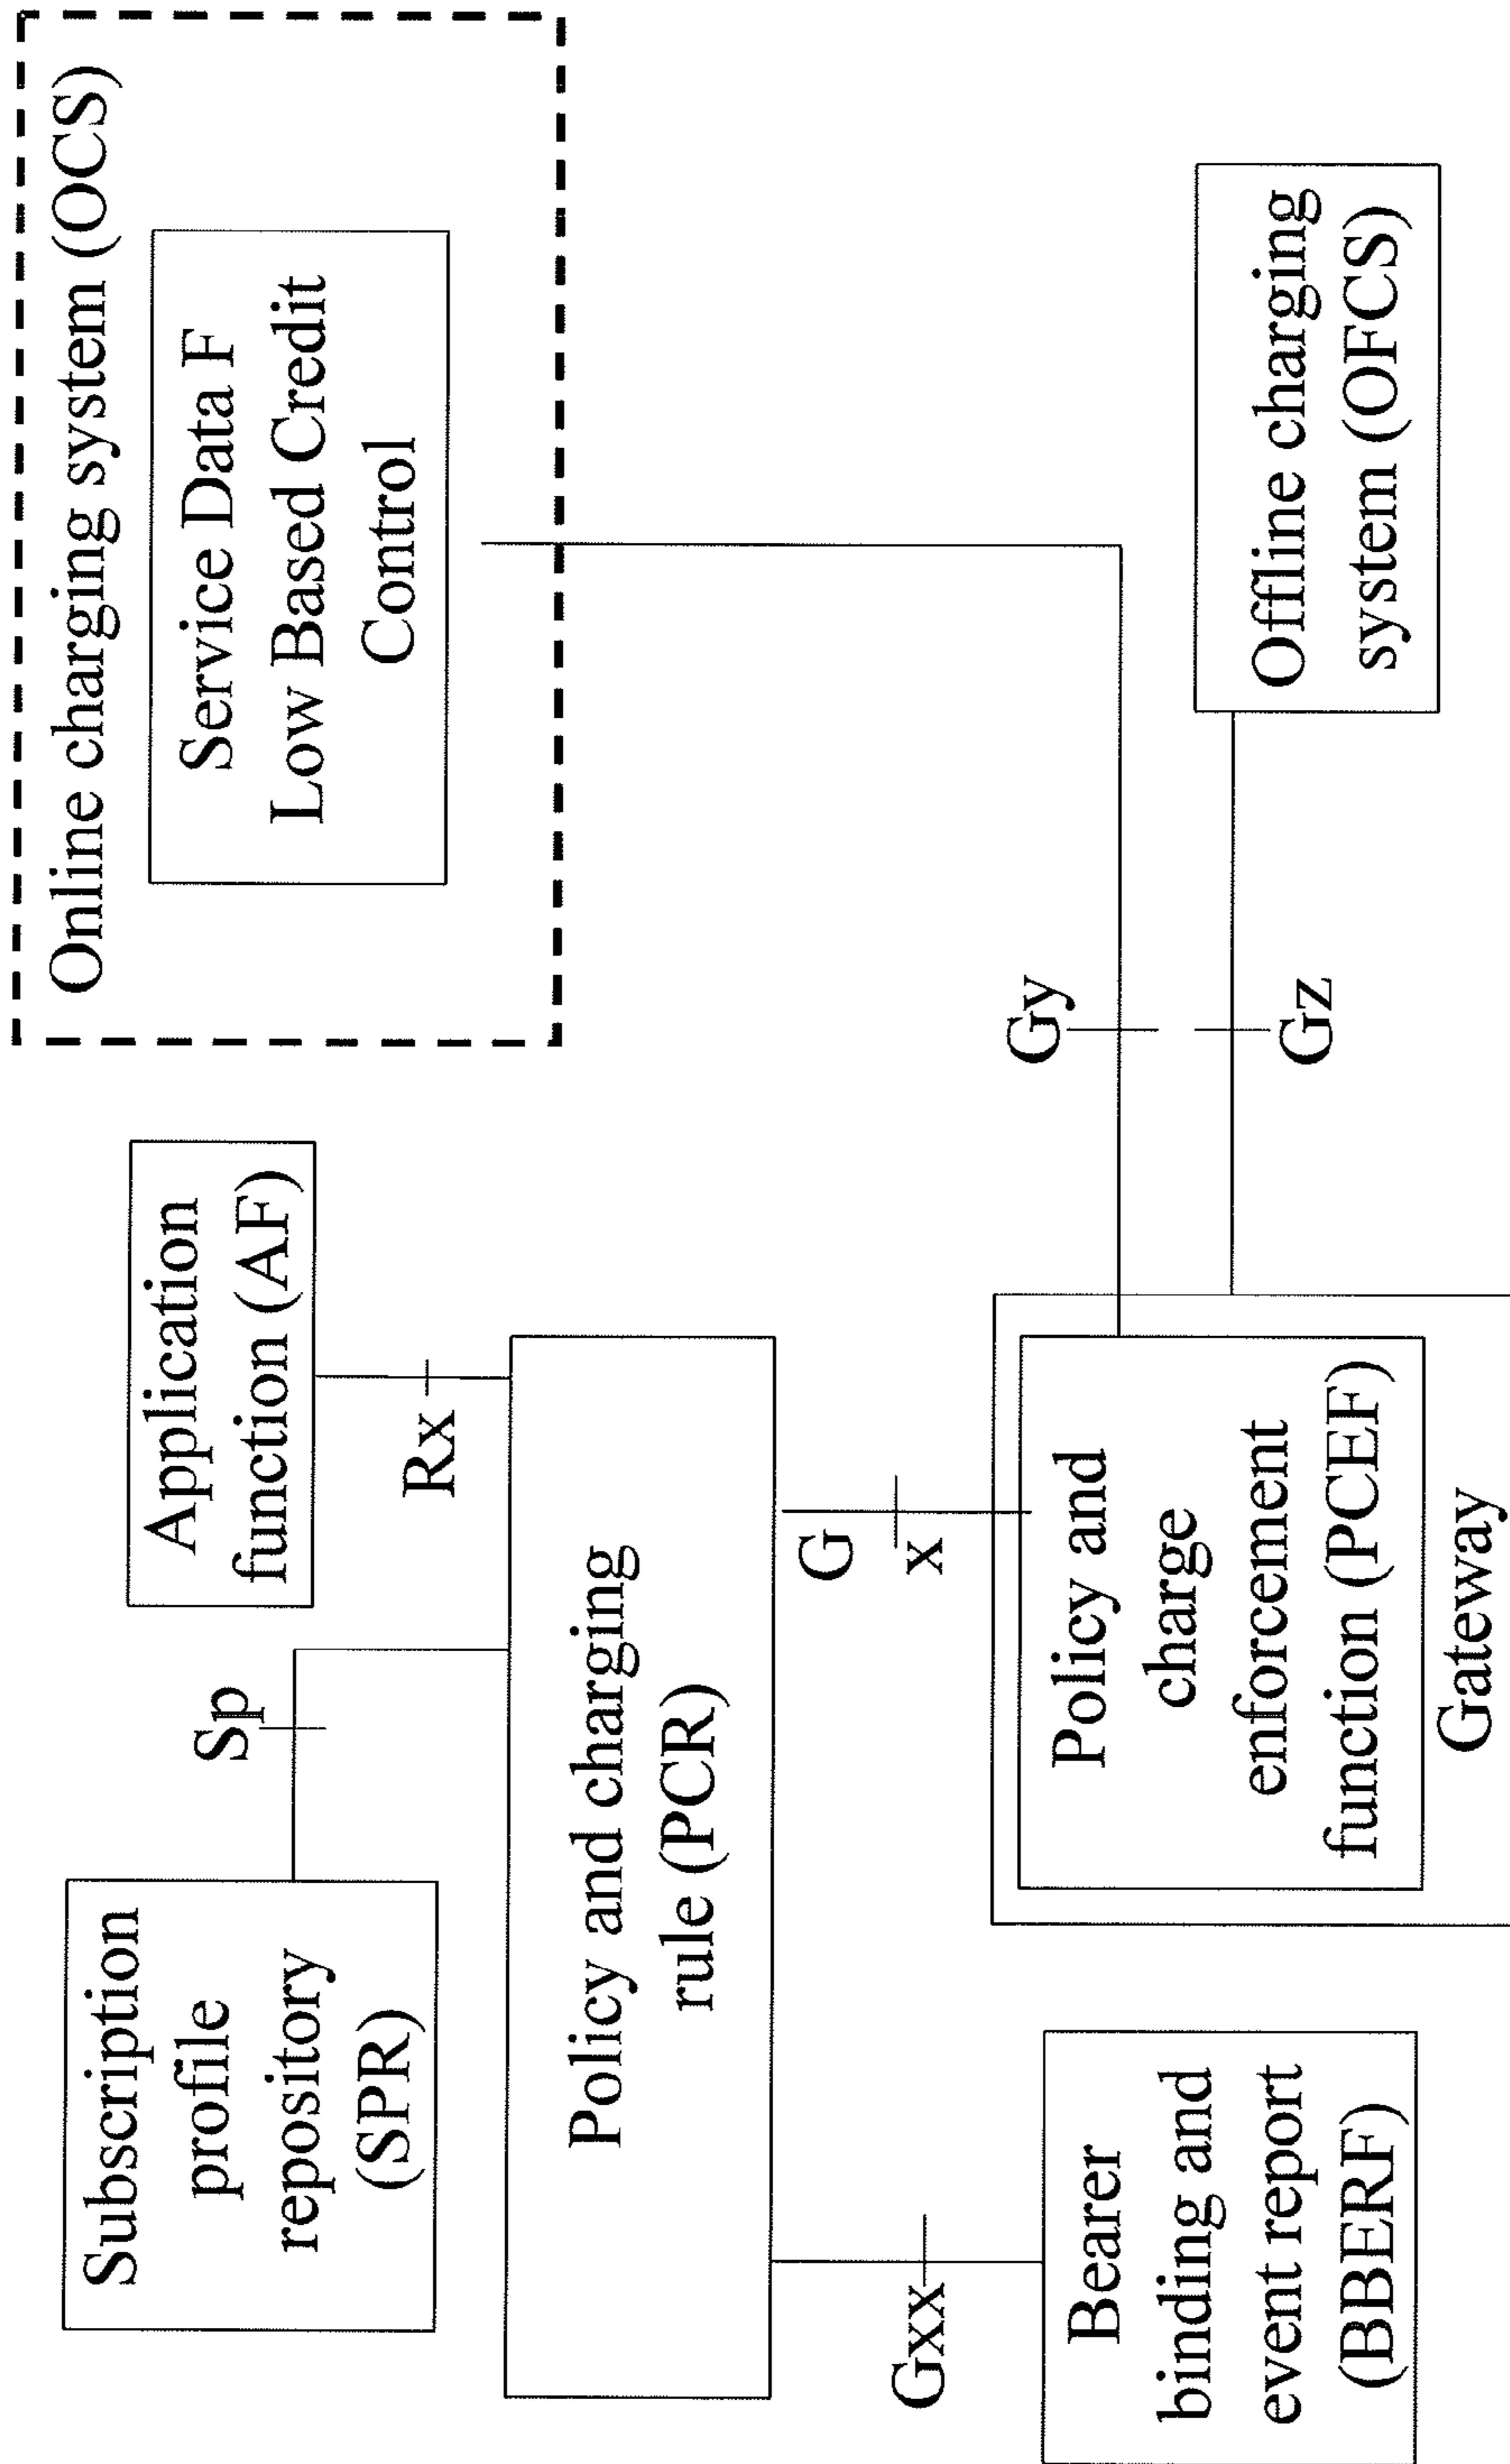 Online charging system (OCS)
Service Data F
Low Based Credit
Control
Subscription
profile
repository
(SPR)
Sp
Application
function (AF)
Rx
Policy and charging
rule (PCR)
Gxx
G
x
Gy
Gz
Bearer
binding and
event report
(BBERF)
Policy and
charge
enforcement
function (PCEF)
Gateway
Offline charging
system (OFCS)